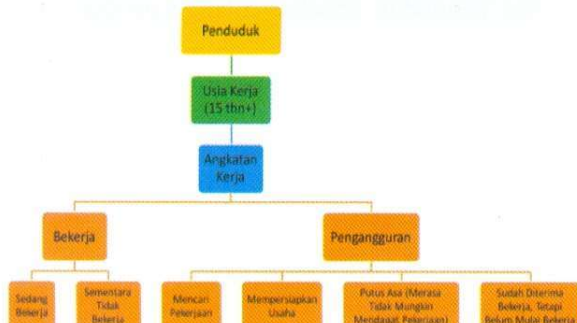 Penduduk
Usia Kerja
(15 thn+)
Angkatan
Kerja
Bekerja
Pengangguran
Sedang
Bekerja
Sementara
Tidak
Bekerja
Mencari
Pekerjaan
Mempersiapkan
Usaha
Putus Asa (Merasa
Tidak Mungkin
Mendapat Pekerjaan)
Sudah Diterima
Bekerja, Tetapi
Belum Mulai Bekerja